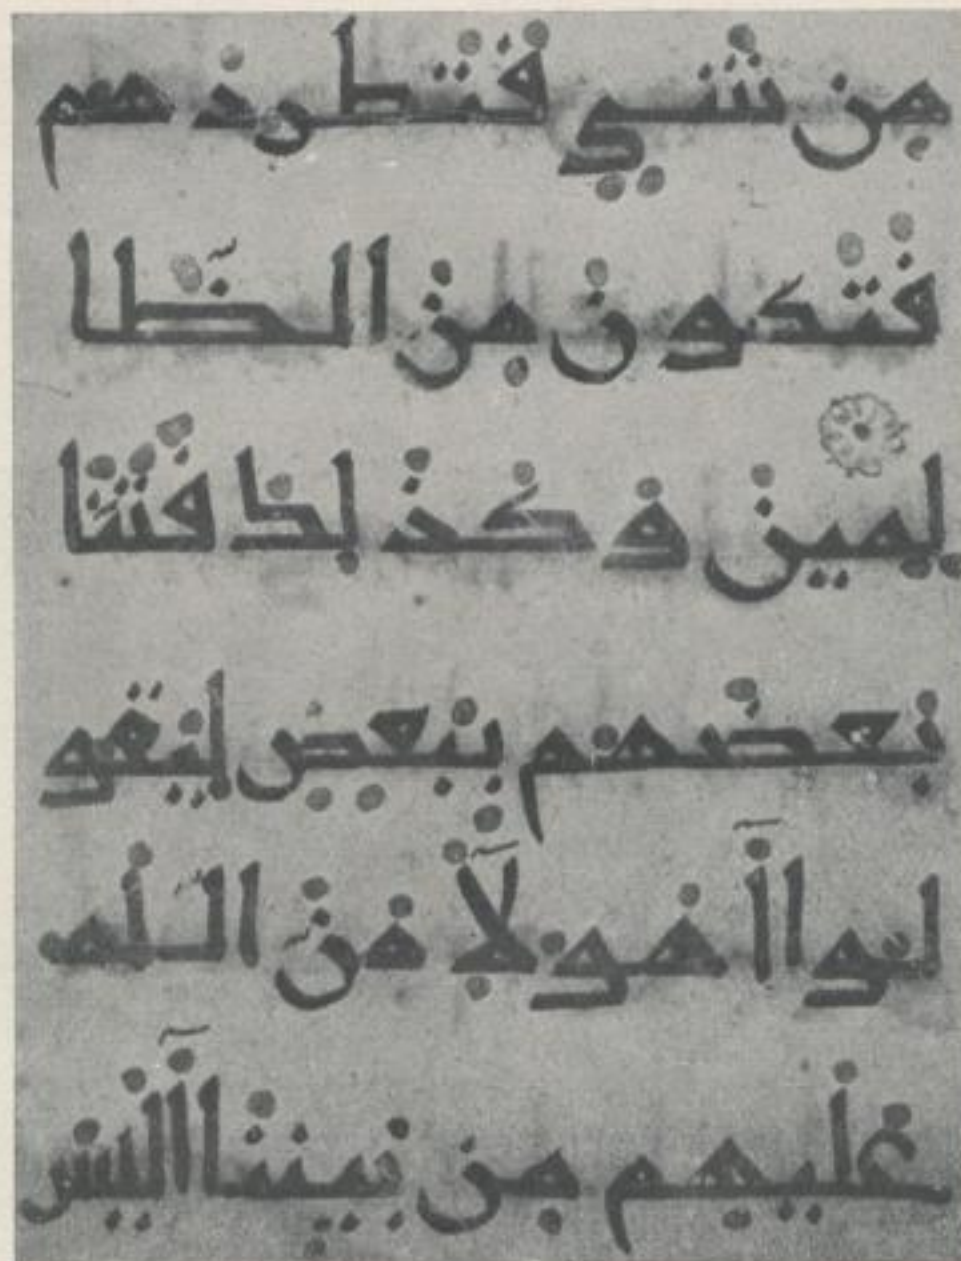 من شي فتطردهم
فتكون من الظا
لمين وكذلك فتنا
بعضهم ببعض ليقو
لوا أهؤلا من الله
عليهم من بيننا أليس